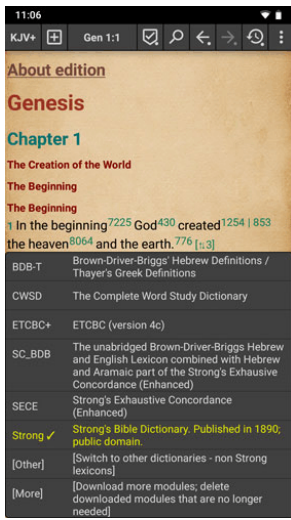 11:06
KJV+ Gen 1:1
About edition
Genesis
Chapter 1
The Creation of the World
The Beginning
The Beginning
1 In the beginning7225 God430 created1254 | 853
the heaven8064 and the earth.776 [⇅3]
BDB-T Brown-Driver-Briggs' Hebrew Definitions /
Thayer's Greek Definitions
CWSD The Complete Word Study Dictionary
ETCBC+ ETCBC (version 4c)
SC_BDB The unabridged Brown-Driver-Briggs Hebrew
and English Lexicon combined with Hebrew
and Aramaic part of the Strong's Exhausive
Concordance (Enhanced)
SECE Strong's Exhaustive Concordance
(Enhanced)
Strong ✓ Strong's Bible Dictionary. Published in 1890;
public domain.
[Other] [Switch to other dictionaries - non Strong
lexicons]
[More] [Download more modules; delete
downloaded modules that are no longer
needed]